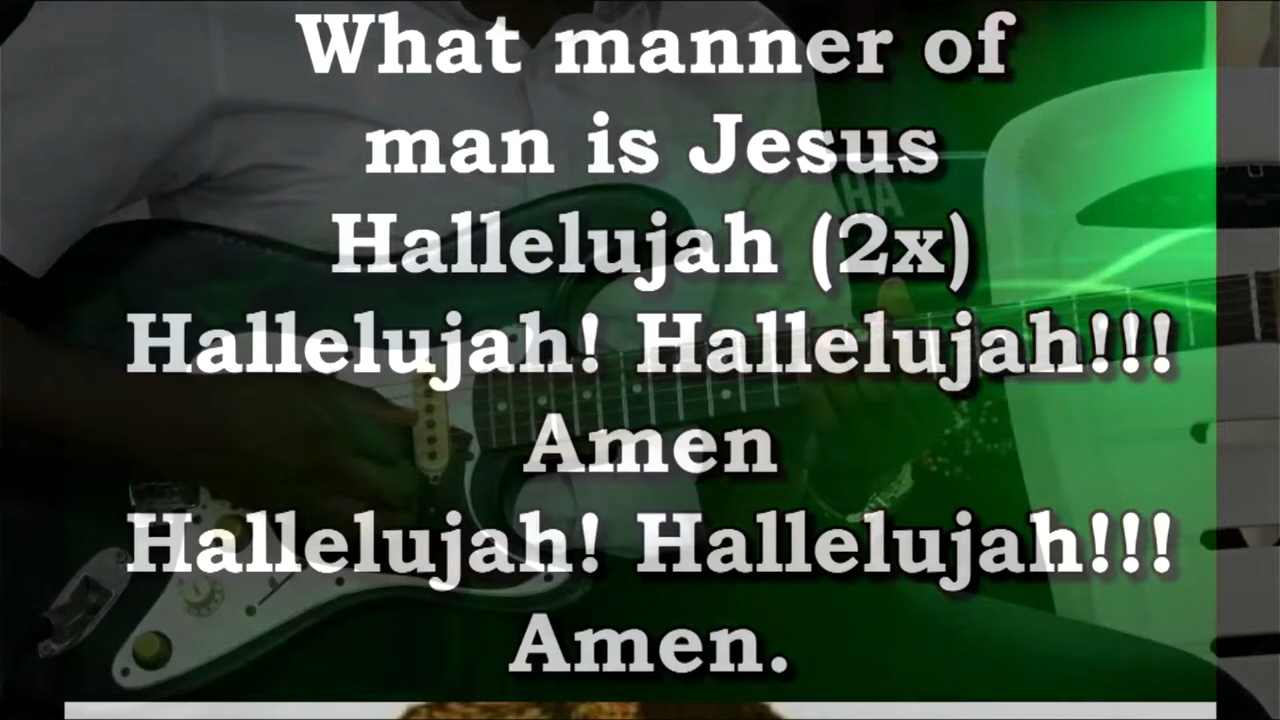 What manner of
man is Jesus
Hallelujah (2x)
Hallelujah! Hallelujah!!!
Amen
Hallelujah! Hallelujah!!!
Amen.